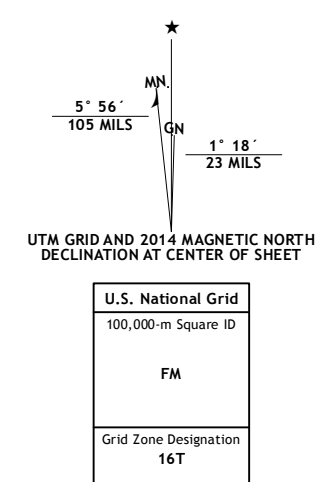 ★
MN.
5° 56´
105 MILS
GN
1° 18´
23 MILS
UTM GRID AND 2014 MAGNETIC NORTH
DECLINATION AT CENTER OF SHEET
U.S. National Grid
100,000-m Square ID
FM
Grid Zone Designation
16T